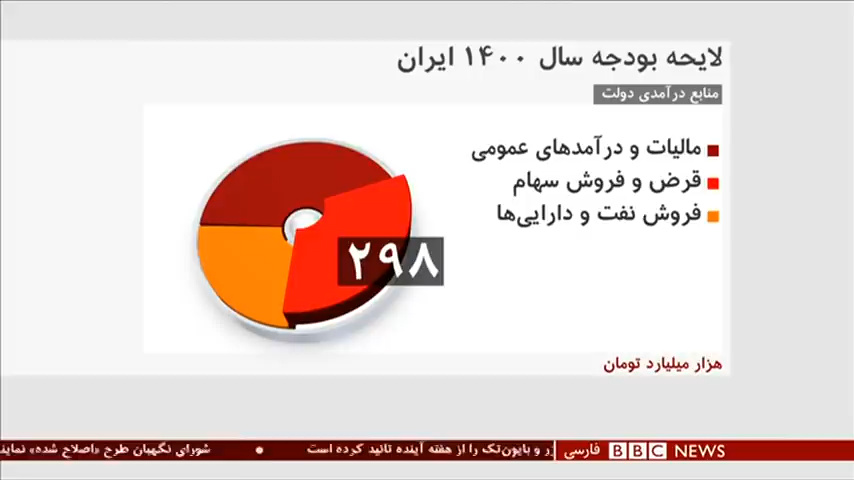 لایحه بودجه سال ۱۴۰۰ ایران
منابع درآمدی دولت
مالیات و درآمدهای عمومی
قرض و فروش سهام
فروش نفت و دارایی‌ها
۲۹۸
هزار میلیارد تومان
BBC NEWS فارسی
و بایون‌تک را از هفته آینده تائید کرده است • شورای نگهبان طرح «اصلاح شده»